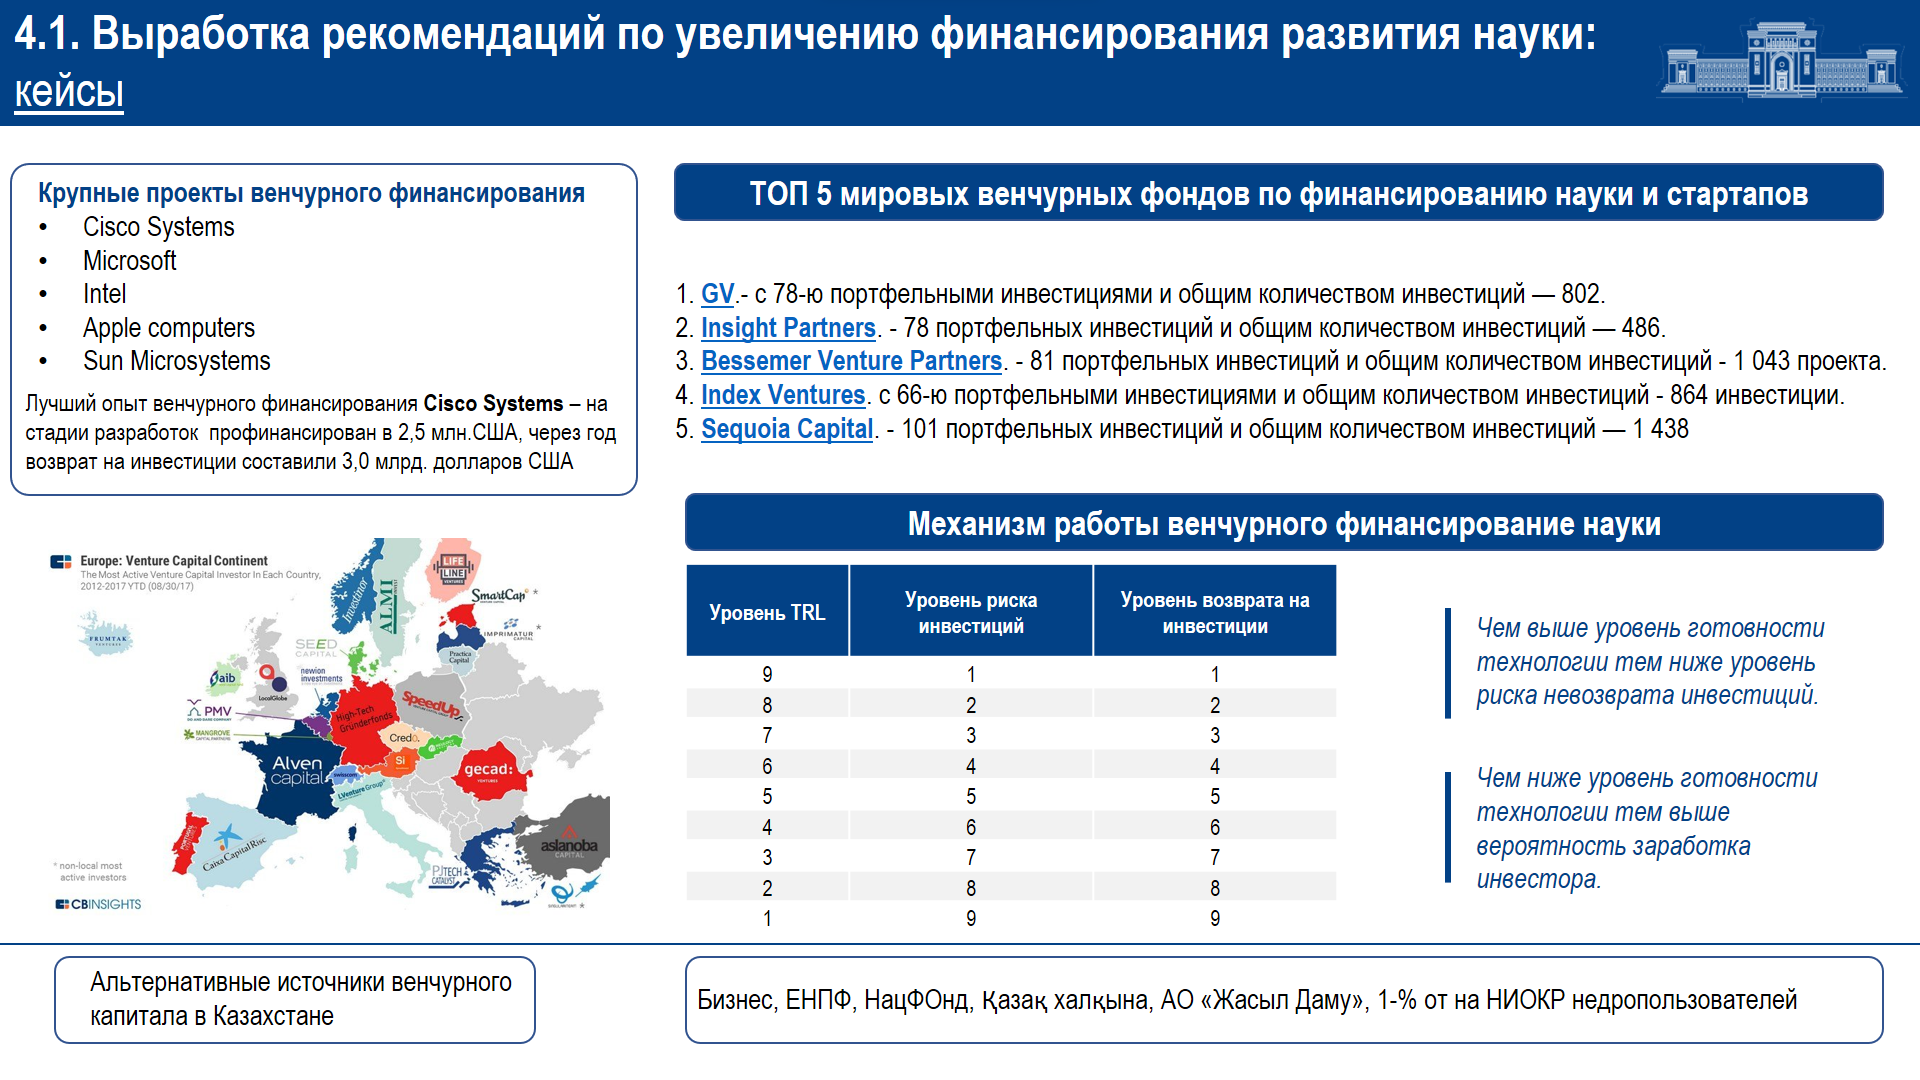 4.1. Выработка рекомендаций по увеличению финансирования развития науки:
кейсы
Крупные проекты венчурного финансирования
• Cisco Systems
• Microsoft
• Intel
• Apple computers
• Sun Microsystems
Лучший опыт венчурного финансирования Cisco Systems – на
стадии разработок профинансирован в 2,5 млн.США, через год
возврат на инвестиции составили 3,0 млрд. долларов США
ТОП 5 мировых венчурных фондов по финансированию науки и стартапов
1. GV.- с 78-ю портфельными инвестициями и общим количеством инвестиций — 802.
2. Insight Partners. - 78 портфельных инвестиций и общим количеством инвестиций — 486.
3. Bessemer Venture Partners. - 81 портфельных инвестиций и общим количеством инвестиций - 1 043 проекта.
4. Index Ventures. с 66-ю портфельными инвестициями и общим количеством инвестиций - 864 инвестиции.
5. Sequoia Capital. - 101 портфельных инвестиций и общим количеством инвестиций — 1 438
Europe: Venture Capital Continent
The Most Active Venture Capital Investor In Each Country,
2012-2017 YTD (08/30/17)
FRUMTAK
Investinor
ALMI
INVEST
LIFE
LINE
VENTURES
SmartCap *
IMPRIMATUR *
CAPITAL
Practica
Capital
SEED
CAPITAL
newion
investments
aib
LocalGlobe
PMV
MANGROVE
CAPITAL PARTNERS
High-Tech
Gründerfonds
SpeedUp
Credo.
Si
Alven
capital
swisscom
LVenture Group
gecad:
VENTURES
PORTUGAL
Caixa Capital Risc
aslanoba
CAPITAL
PJTECH
CATALYST
*
* non-local most
active investors
CBINSIGHTS
Механизм работы венчурного финансирование науки
Уровень TRL Уровень риска инвестиций Уровень возврата на инвестиции
9 1 1
8 2 2
7 3 3
6 4 4
5 5 5
4 6 6
3 7 7
2 8 8
1 9 9
Чем выше уровень готовности
технологии тем ниже уровень
риска невозврата инвестиций.
Чем ниже уровень готовности
технологии тем выше
вероятность заработка
инвестора.
Альтернативные источники венчурного
капитала в Казахстане
Бизнес, ЕНПФ, НацФОнд, Қазақ халқына, АО «Жасыл Даму», 1-% от на НИОКР недропользователей